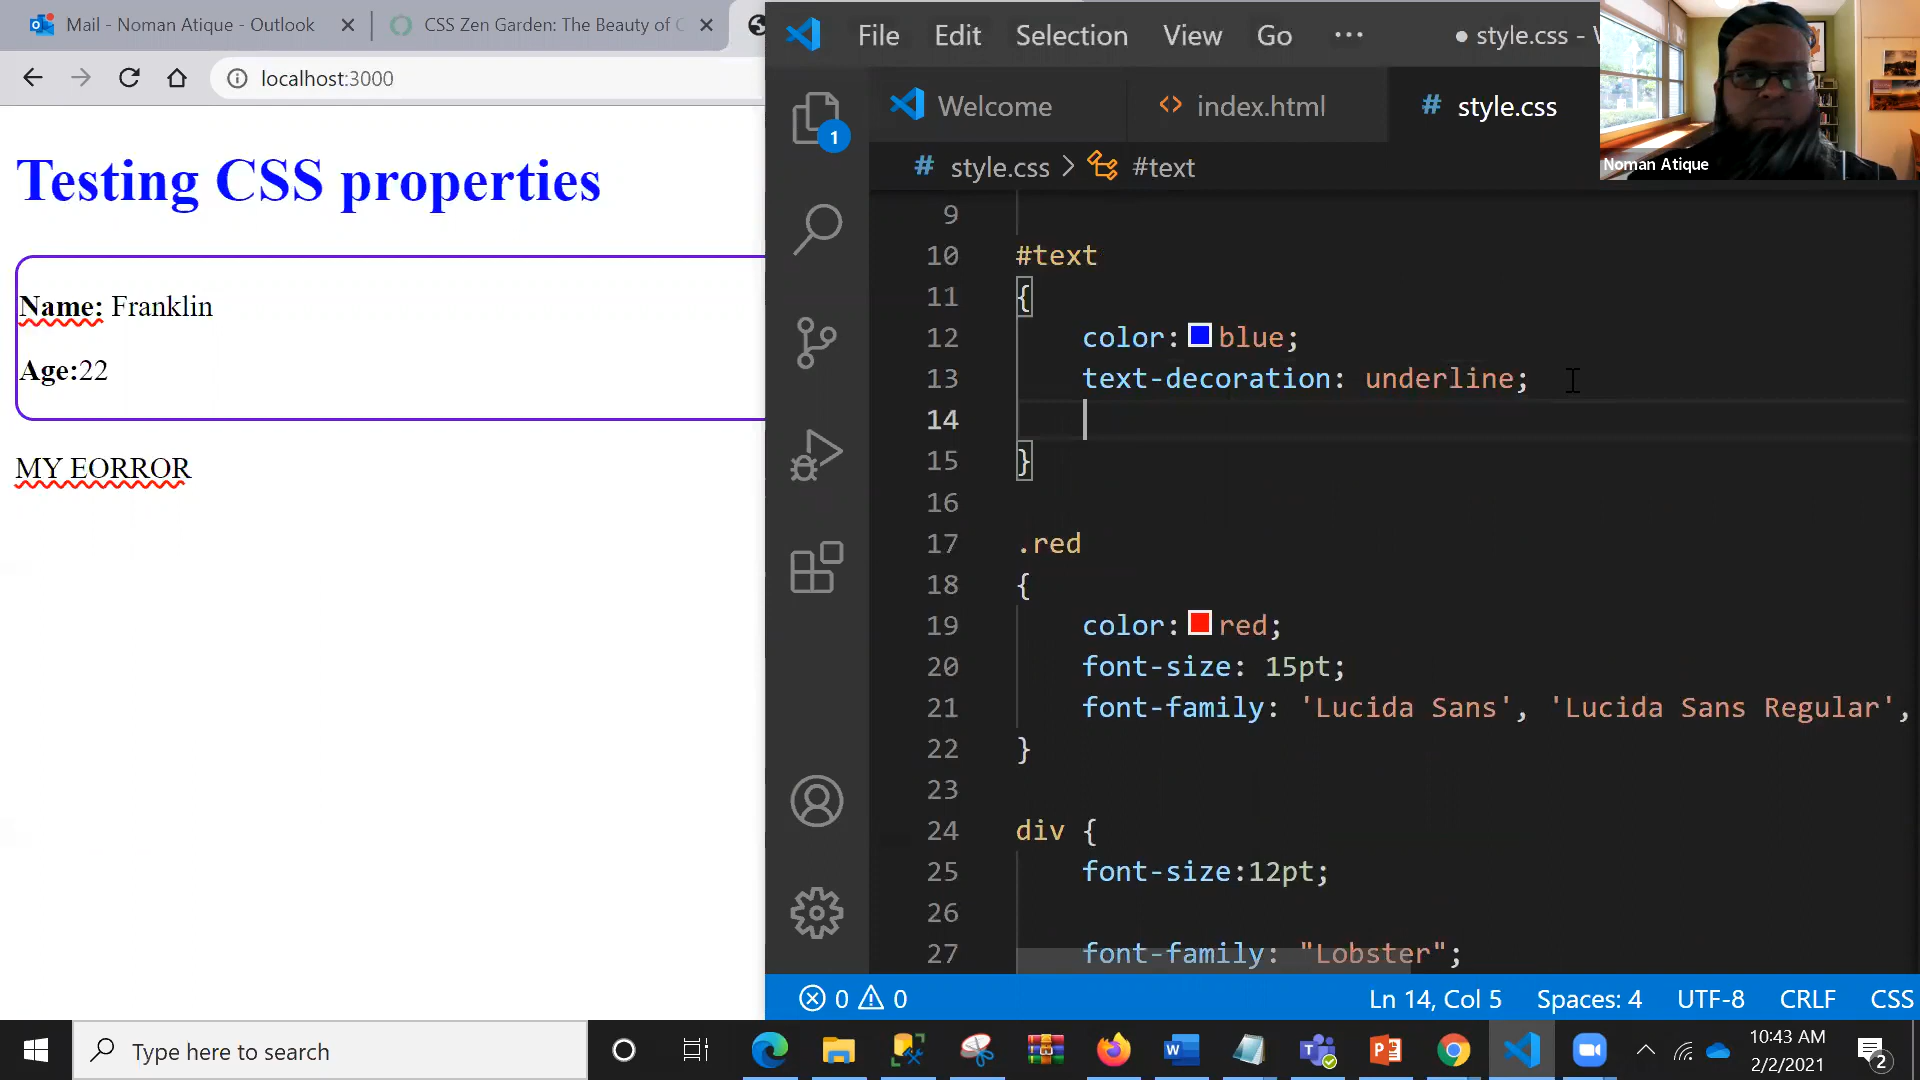 Mail - Noman Atique - Outlook
CSS Zen Garden: The Beauty of C
localhost:3000
Testing CSS properties
Name: Franklin
Age:22
MY EORROR
File Edit Selection View Go ··· ● style.css -
Welcome
index.html
style.css
1
style.css > #text
Noman Atique
9
10 #text
11 {
12 color: blue;
13 text-decoration: underline;
14
15 }
16
17 .red
18 {
19 color: red;
20 font-size: 15pt;
21 font-family: 'Lucida Sans', 'Lucida Sans Regular',
22 }
23
24 div {
25 font-size:12pt;
26
27 font-family: "Lobster";
0 0 Ln 14, Col 5 Spaces: 4 UTF-8 CRLF CSS
Type here to search
10:43 AM
2/2/2021
2